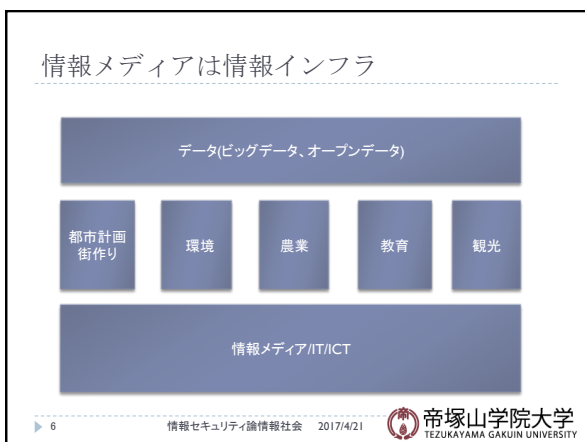 情報メディアは情報インフラ
データ(ビッグデータ、オープンデータ)
都市計画
街作り
環境
農業
教育
観光
情報メディア/IT/ICT
6
情報セキュリティ論情報社会 2017/4/21
帝
帝塚山学院大学
TEZUKAYAMA GAKUIN UNIVERSITY